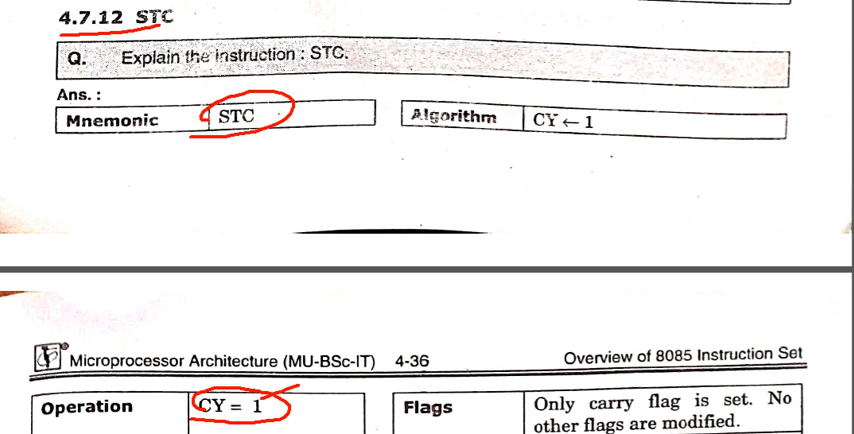 4.7.12 STC
Q. Explain the instruction : STC.
Ans. :
Mnemonic STC Algorithm CY ← 1
Microprocessor Architecture (MU-BSc-IT) 4-36 Overview of 8085 Instruction Set
Operation CY = 1 Flags Only carry flag is set. No
other flags are modified.